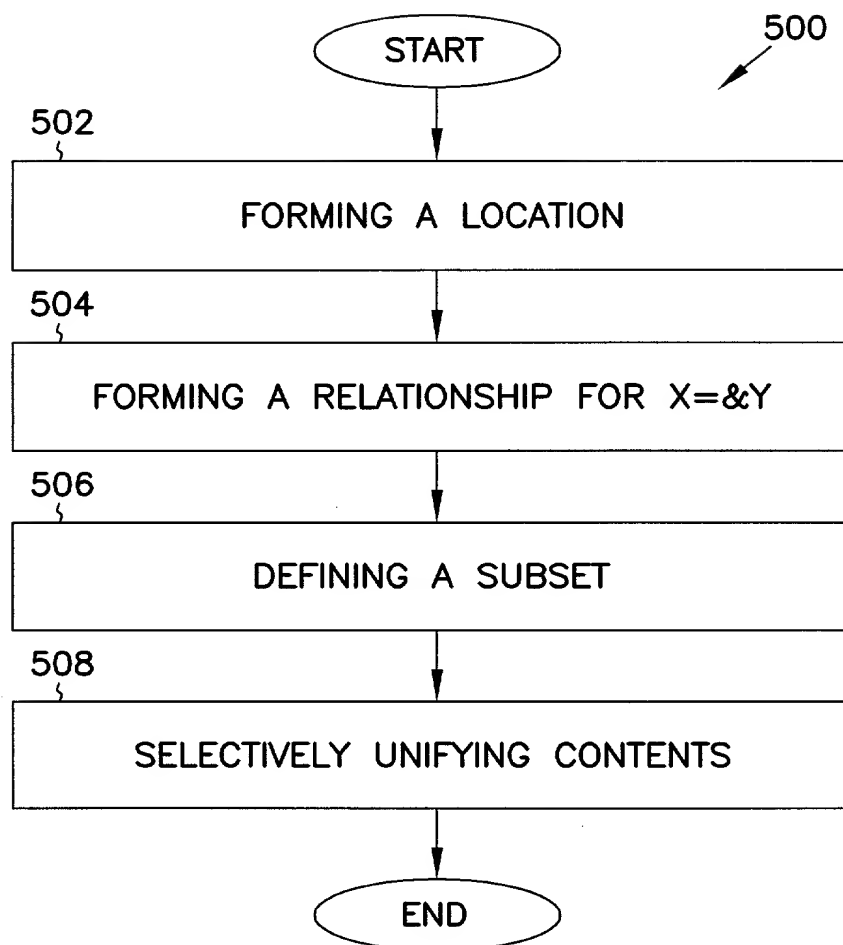 START
500
502
FORMING A LOCATION
504
FORMING A RELATIONSHIP FOR X=&Y
506
DEFINING A SUBSET
508
SELECTIVELY UNIFYING CONTENTS
END